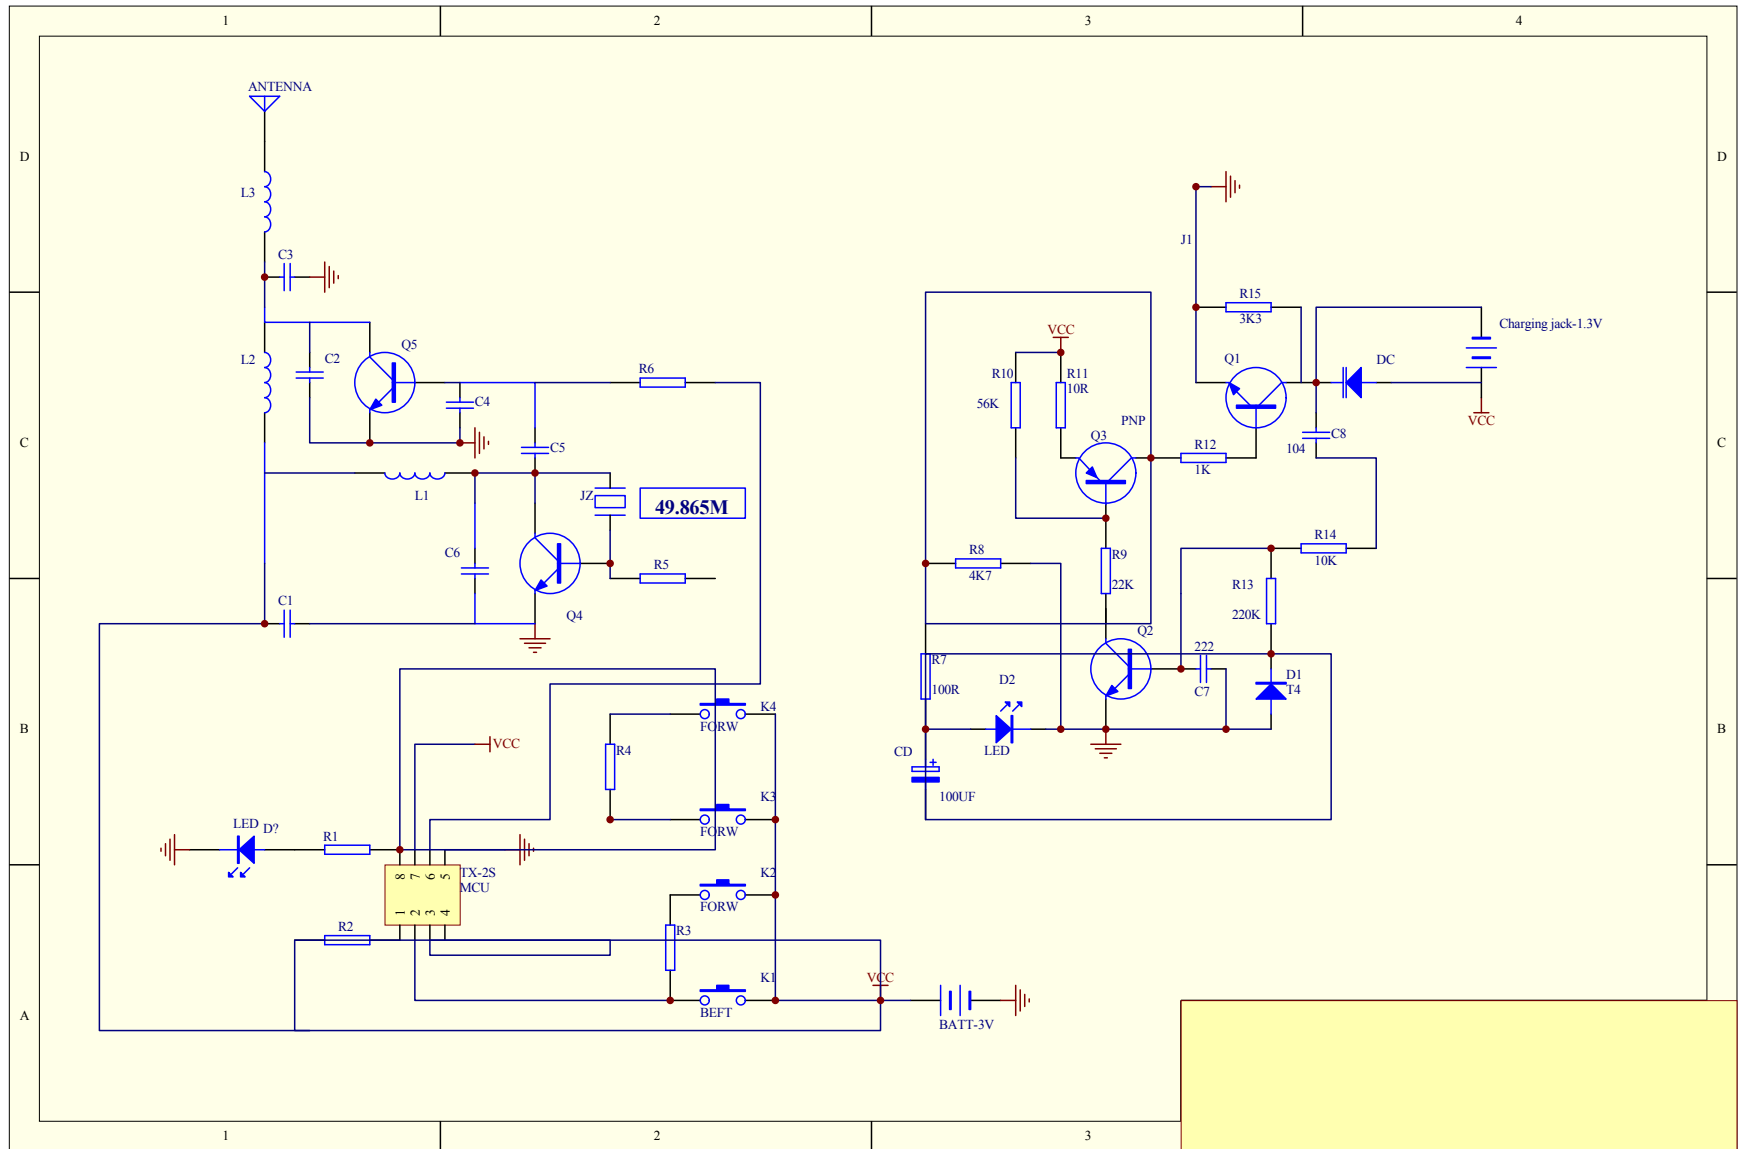 1 2 3 4
ANTENNA
D D
L3
J1
C3
R15
3K3
Charging jack-1.3V
VCC
Q5
C2
L2
R6
Q1
DC
R10
R11
10R
56K
C4
PNP
VCC
Q3
C C
C8
104
R12
1K
C5
L1
JZ
49.865M
R14
10K
C6
R8
4K7
R9
22K
R5
R13
220K
C1
Q4
Q2
222
R7
100R
C7
D1
T4
D2
K4
FORW
B B
VCC
R4
LED
CD
+
100UF
K3
FORW
LED D?
R1
8 7 6 5
TX-2S
MCU
K2
FORW
1 2 3 4
R2
R3
K1
VCC
BEFT
A A
BATT-3V
1 2 3